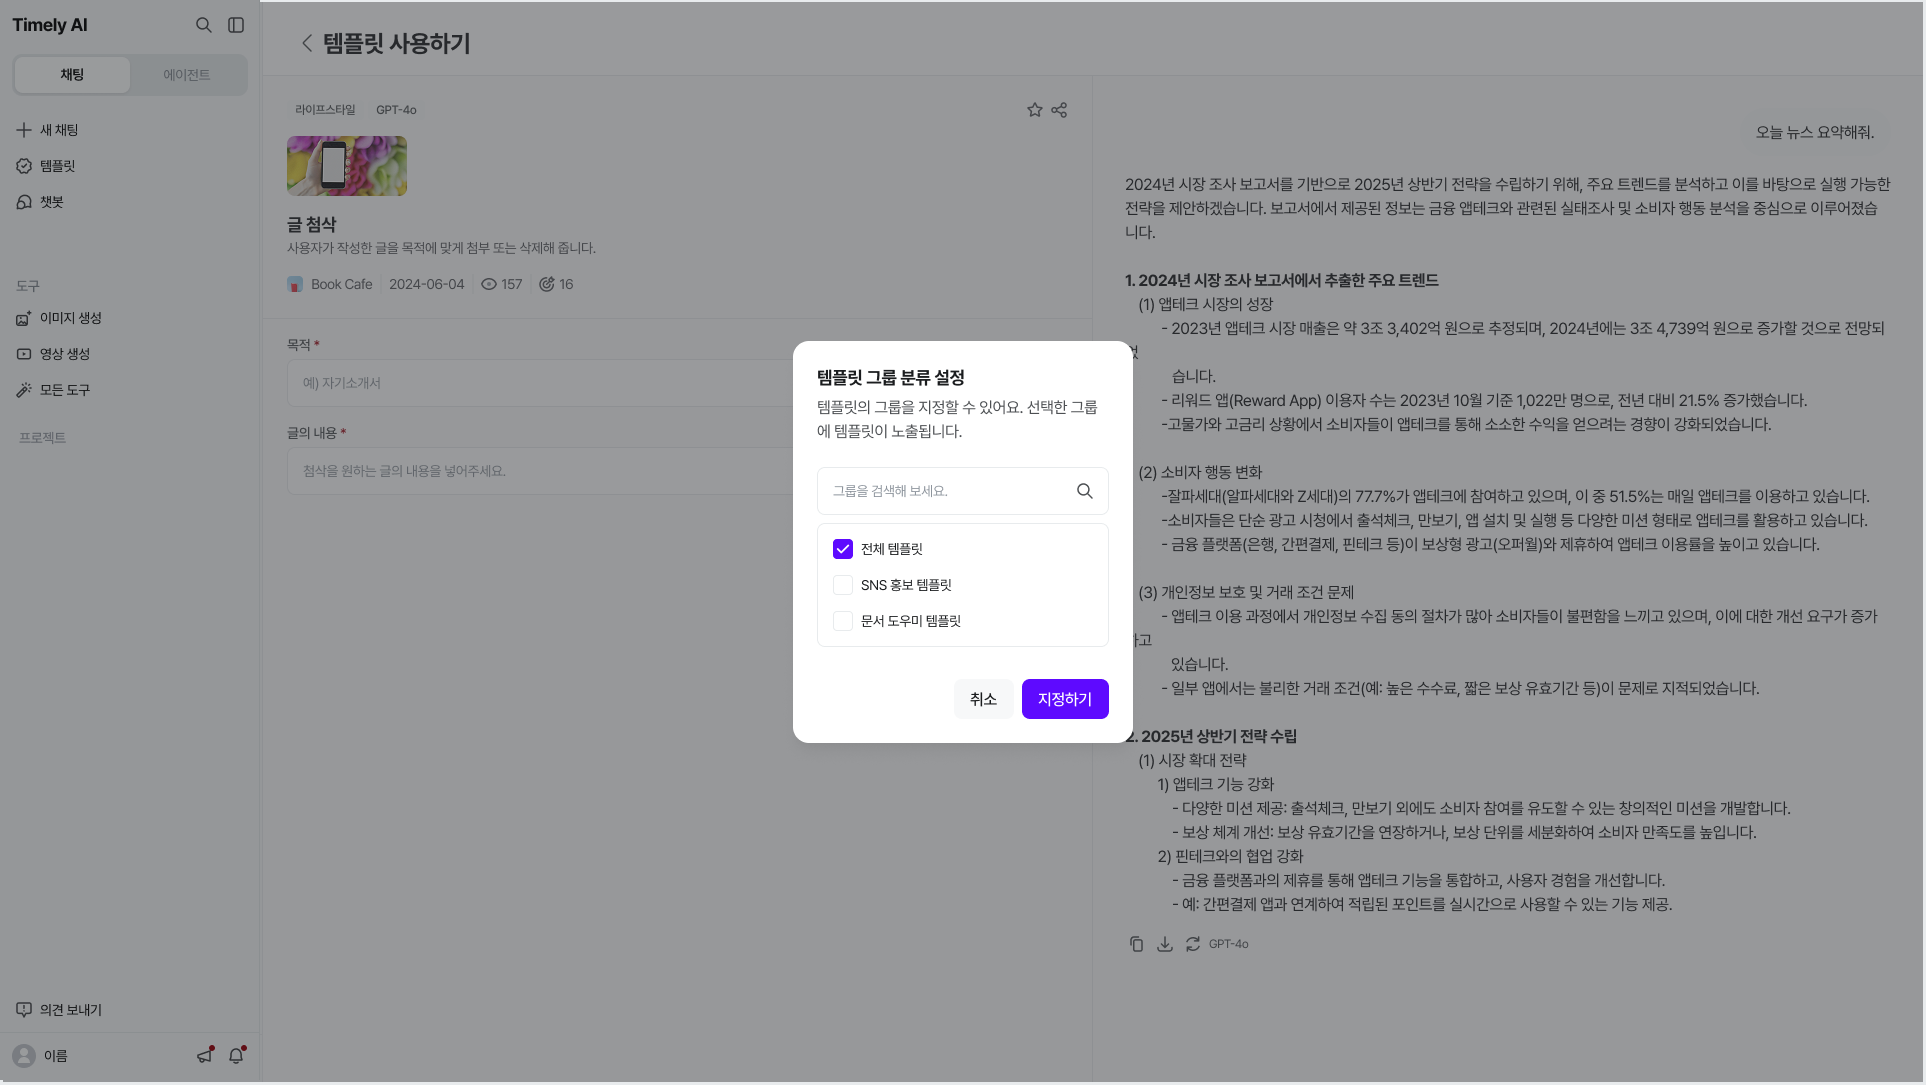 Timely AI
채팅
에이전트
새 채팅
템플릿
챗봇
도구
이미지 생성
영상 생성
모든 도구
프로젝트
의견 보내기
이름
템플릿 사용하기
라이프스타일
GPT-4o
글 첨삭
사용자가 작성한 글을 목적에 맞게 첨부 또는 삭제해 줍니다.
Book Cafe
2024-06-04
157
16
목적 *
예) 자기소개서
글의 내용 *
첨삭을 원하는 글의 내용을 넣어주세요.
템플릿 그룹 분류 설정
템플릿의 그룹을 지정할 수 있어요. 선택한 그룹
에 템플릿이 노출됩니다.
그룹을 검색해 보세요.
전체 템플릿
SNS 홍보 템플릿
문서 도우미 템플릿
취소
지정하기
오늘 뉴스 요약해줘.
2024년 시장 조사 보고서를 기반으로 2025년 상반기 전략을 수립하기 위해, 주요 트렌드를 분석하고 이를 바탕으로 실행 가능한
전략을 제안하겠습니다. 보고서에서 제공된 정보는 금융 앱테크와 관련된 실태조사 및 소비자 행동 분석을 중심으로 이루어졌습
니다.
1. 2024년 시장 조사 보고서에서 추출한 주요 트렌드
(1) 앱테크 시장의 성장
- 2023년 앱테크 시장 매출은 약 3조 3,402억 원으로 추정되며, 2024년에는 3조 4,739억 원으로 증가할 것으로 전망되
습니다.
- 리워드 앱(Reward App) 이용자 수는 2023년 10월 기준 1,022만 명으로, 전년 대비 21.5% 증가했습니다.
-고물가와 고금리 상황에서 소비자들이 앱테크를 통해 소소한 수익을 얻으려는 경향이 강화되었습니다.
(2) 소비자 행동 변화
-잘파세대(알파세대와 Z세대)의 77.7%가 앱테크에 참여하고 있으며, 이 중 51.5%는 매일 앱테크를 이용하고 있습니다.
-소비자들은 단순 광고 시청에서 출석체크, 만보기, 앱 설치 및 실행 등 다양한 미션 형태로 앱테크를 활용하고 있습니다.
- 금융 플랫폼(은행, 간편결제, 핀테크 등)이 보상형 광고(오퍼월)와 제휴하여 앱테크 이용률을 높이고 있습니다.
(3) 개인정보 보호 및 거래 조건 문제
- 앱테크 이용 과정에서 개인정보 수집 동의 절차가 많아 소비자들이 불편함을 느끼고 있으며, 이에 대한 개선 요구가 증가
하고
있습니다.
- 일부 앱에서는 불리한 거래 조건(예: 높은 수수료, 짧은 보상 유효기간 등)이 문제로 지적되었습니다.
2. 2025년 상반기 전략 수립
(1) 시장 확대 전략
1) 앱테크 기능 강화
- 다양한 미션 제공: 출석체크, 만보기 외에도 소비자 참여를 유도할 수 있는 창의적인 미션을 개발합니다.
- 보상 체계 개선: 보상 유효기간을 연장하거나, 보상 단위를 세분화하여 소비자 만족도를 높입니다.
2) 핀테크와의 협업 강화
- 금융 플랫폼과의 제휴를 통해 앱테크 기능을 통합하고, 사용자 경험을 개선합니다.
- 예: 간편결제 앱과 연계하여 적립된 포인트를 실시간으로 사용할 수 있는 기능 제공.
GPT-4o